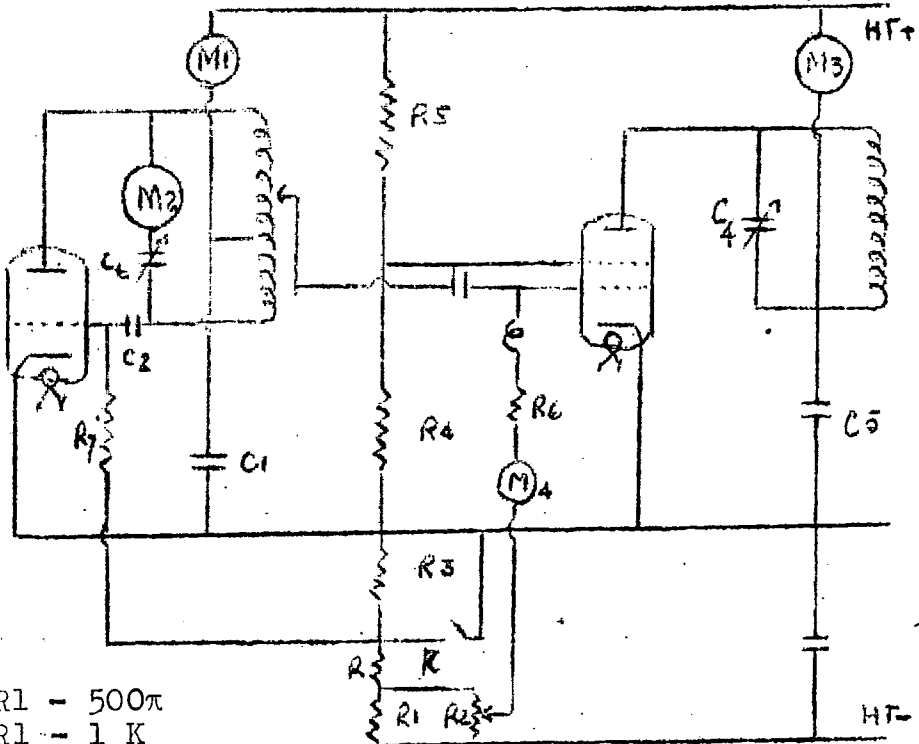 HT+
M1
M3
R5
M2
C4
Ct
C2
R7
R6
R4
C1
C5
M4
R3
R
K
R1 - 500π
R1 R2
R1 - 1 K
HT-